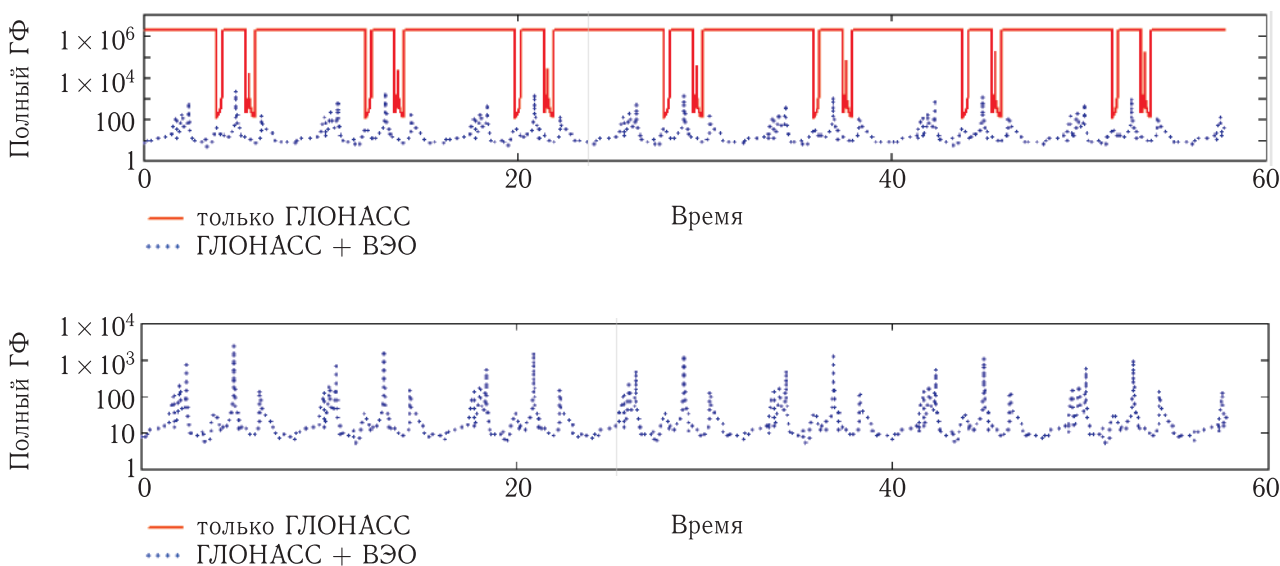 Полный ГФ
1 × 10⁶
1 × 10⁴
100
1
0 20 40 60
Время
только ГЛОНАСС
ГЛОНАСС + ВЭО
Полный ГФ
1 × 10⁴
1 × 10³
100
10
1
0 20 40 60
Время
только ГЛОНАСС
ГЛОНАСС + ВЭО